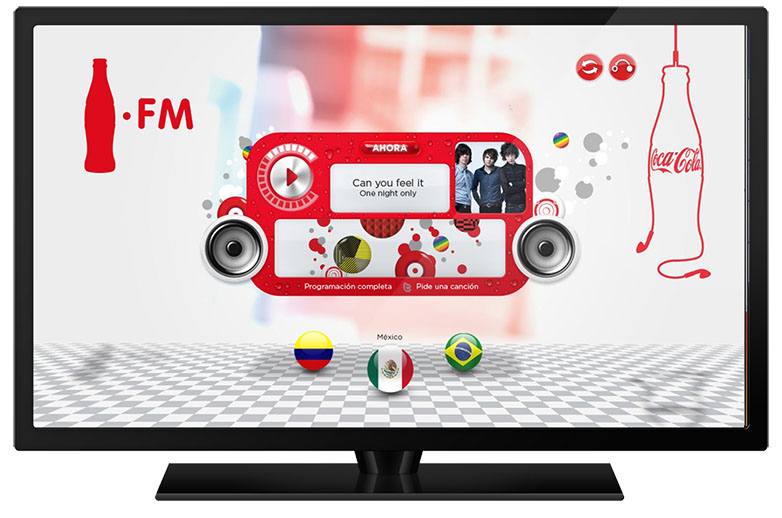 ·FM
AHORA
Can you feel it
One night only
Coca-Cola
Programación completa
Pide una canción
México